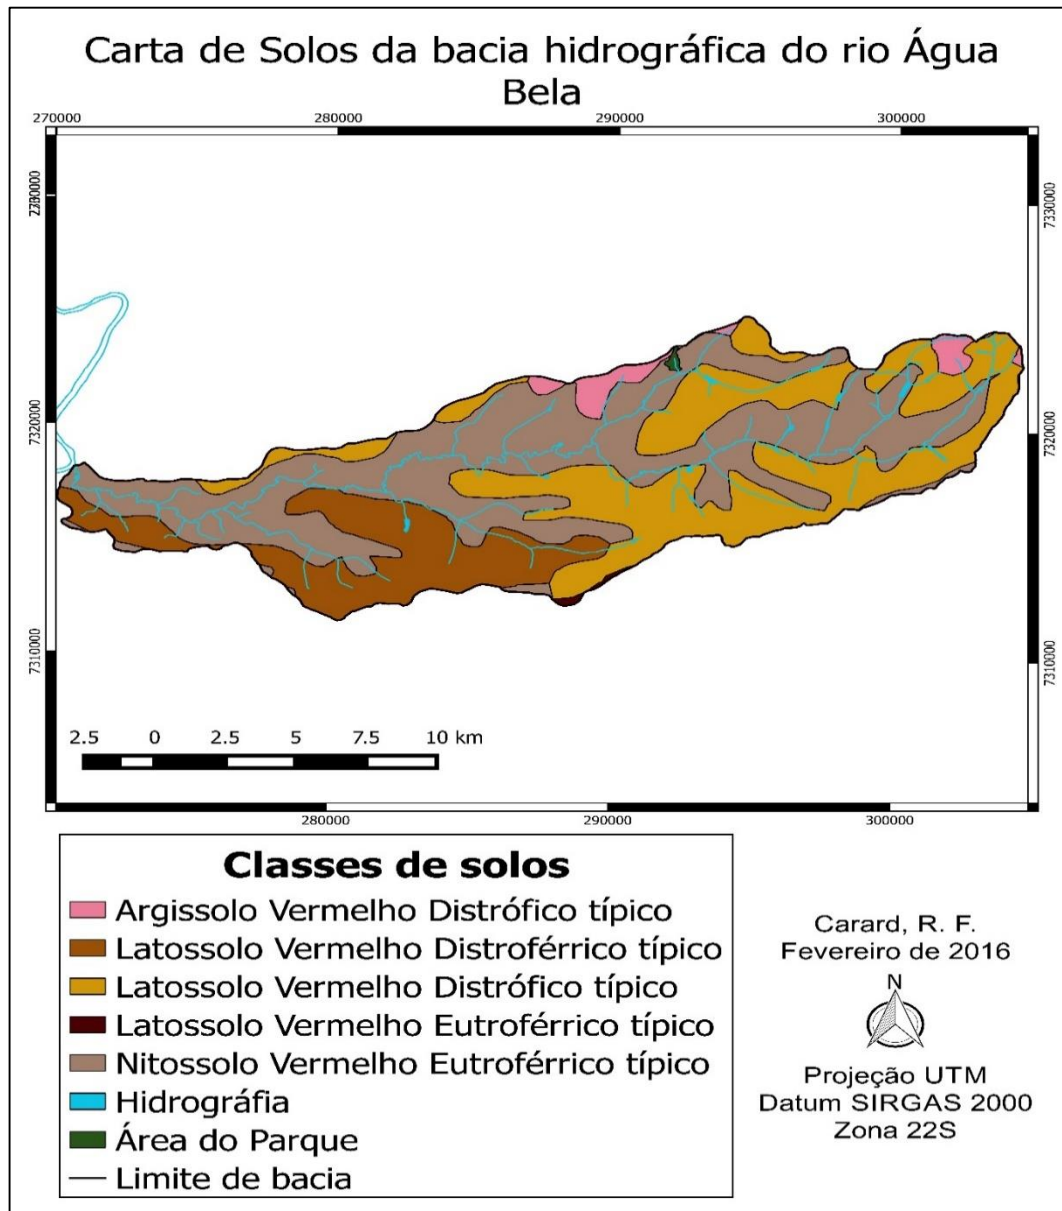 Carta de Solos da bacia hidrográfica do rio Água
Bela
270000 280000 290000 300000
7330000
7320000 7320000
7310000 7310000
2.5 0 2.5 5 7.5 10 km
280000 290000 300000
Classes de solos
Argissolo Vermelho Distrófico típico
Latossolo Vermelho Distroférrico típico
Latossolo Vermelho Distrófico típico
Latossolo Vermelho Eutroférrico típico
Nitossolo Vermelho Eutroférrico típico
Hidrográfia
Área do Parque
Limite de bacia
Carard, R. F.
Fevereiro de 2016
N
Projeção UTM
Datum SIRGAS 2000
Zona 22S